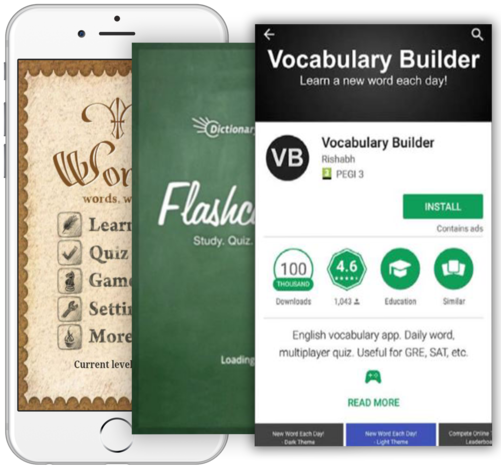 words. w
Learn
Quiz
Gam
Settin
More
Current level
Dictionary
Flashc
Study. Quiz.
Loading
Vocabulary Builder
Learn a new word each day!
VB
Vocabulary Builder
Rishabh
PEGI 3
INSTALL
Contains ads
100
THOUSAND
Downloads
4.6
1,043
Education
Similar
English vocabulary app. Daily word,
multiplayer quiz. Useful for GRE, SAT, etc.
READ MORE
New Word Each Day!
- Dark Theme
New Word Each Day!
- Light Theme
Compete Online
Leaderboa